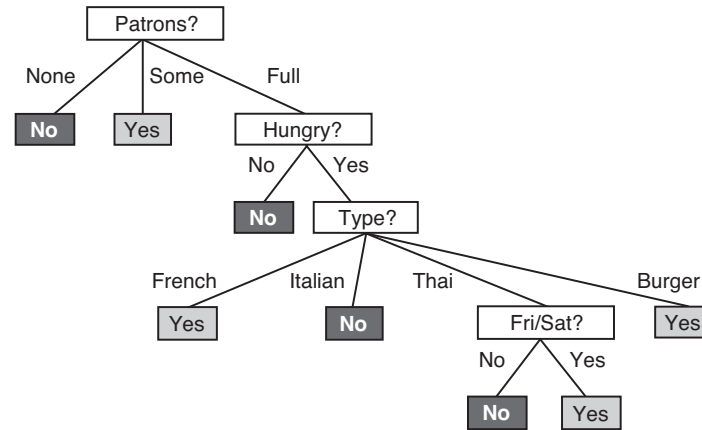 Patrons?
None Some Full
No Yes Hungry?
No Yes
No Type?
French Italian Thai Burger
Yes No Fri/Sat? Yes
No Yes
No Yes